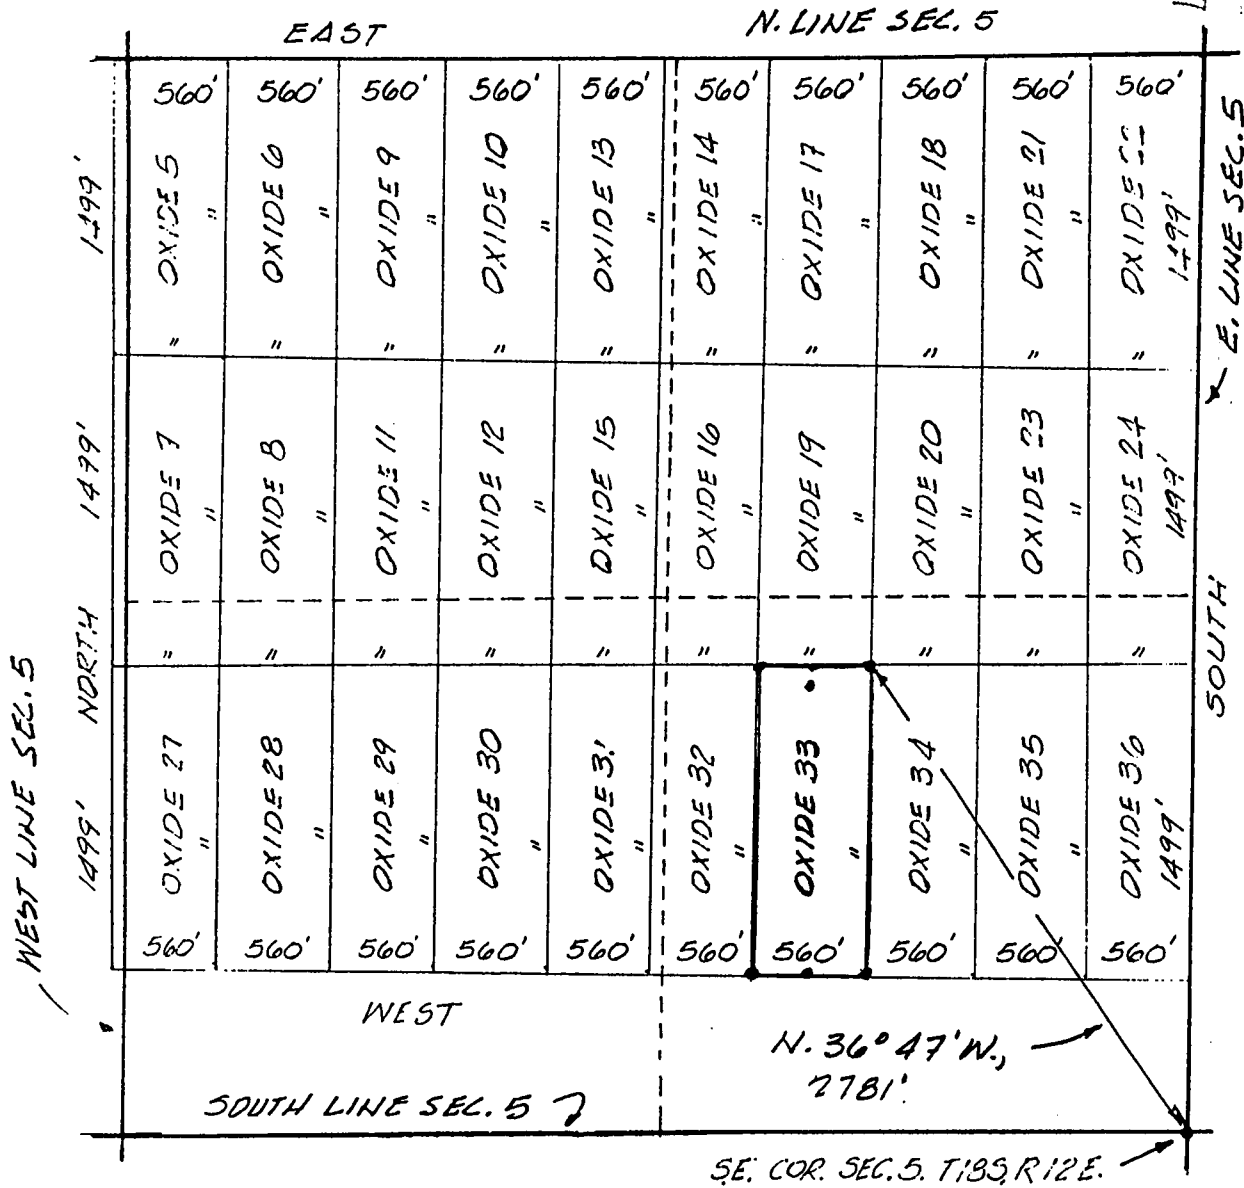 EAST
N. LINE SEC. 5
560' 560' 560' 560' 560' 560' 560' 560' 560' 560'
1499' OXIDE 5 OXIDE 6 OXIDE 9 OXIDE 10 OXIDE 13 OXIDE 14 OXIDE 17 OXIDE 18 OXIDE 21 OXIDE 22 1499'
" " " " " " " " "
" " " " " " " " " "
E. LINE SEC. 5
1499' OXIDE 7 OXIDE 8 OXIDE 11 OXIDE 12 OXIDE 15 OXIDE 16 OXIDE 19 OXIDE 20 OXIDE 23 OXIDE 24 1499'
" " " " " " " " "
NORTH
" " " " " " " " " "
SOUTH
WEST LINE SEC. 5
1499' OXIDE 27 OXIDE 28 OXIDE 29 OXIDE 30 OXIDE 31 OXIDE 32 OXIDE 33 OXIDE 34 OXIDE 35 OXIDE 36 1499'
" " " " " " " "
560' 560' 560' 560' 560' 560' 560' 560' 560' 560'
WEST
N. 36° 47' W.,
2781'.
SOUTH LINE SEC. 5
S.E. COR. SEC. 5. T18S, R12E.